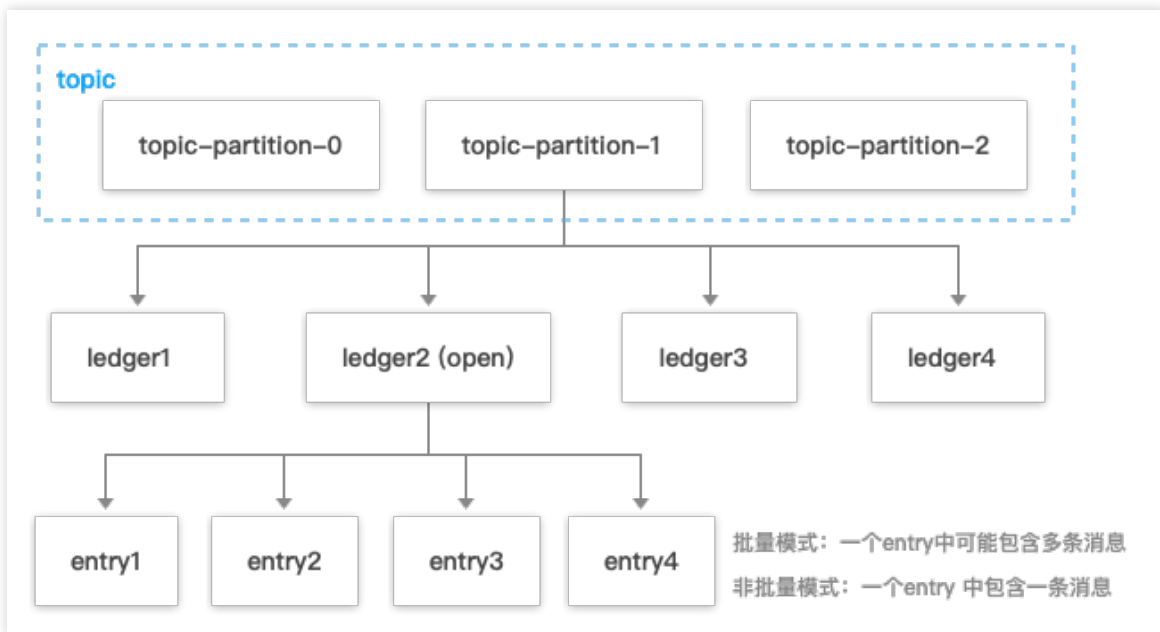 topic
topic-partition-0
topic-partition-1
topic-partition-2
ledger1
ledger2 (open)
ledger3
ledger4
entry1
entry2
entry3
entry4
批量模式：一个entry中可能包含多条消息
非批量模式：一个entry 中包含一条消息